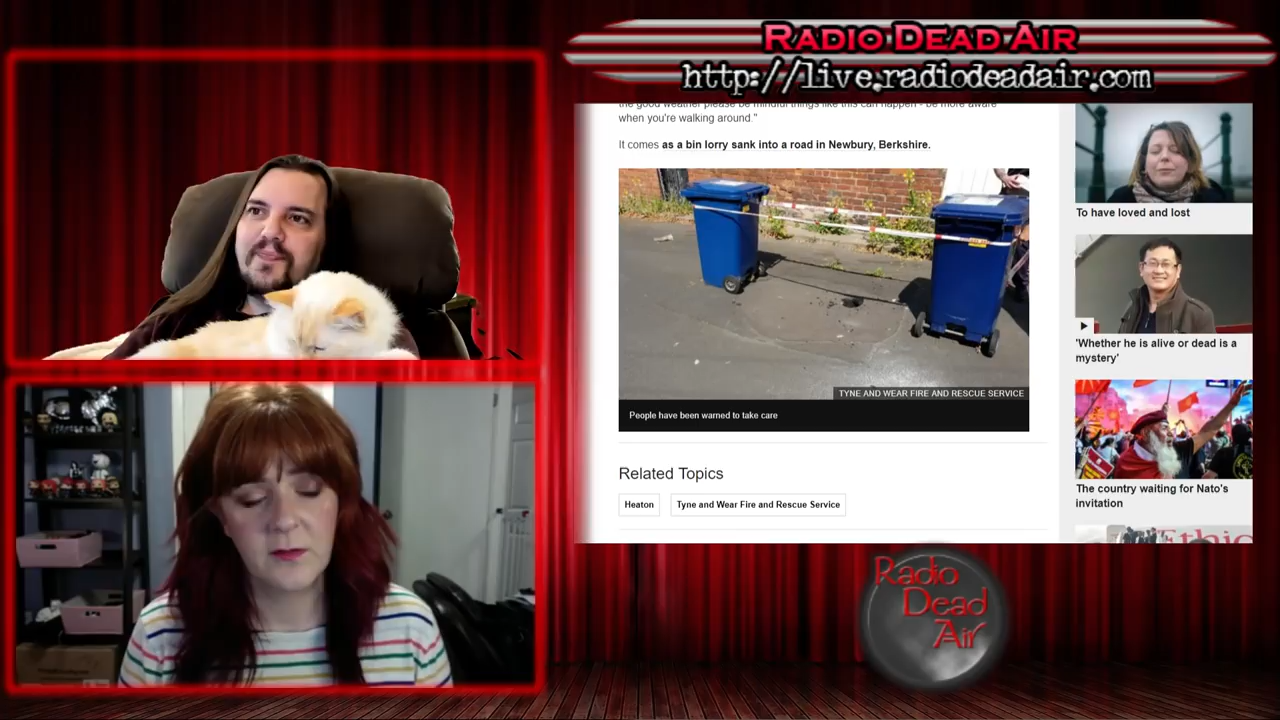 RADIO DEAD AIR
http://live.radiodeadair.com
the good weather please be mindful things like this can happen - be more aware
when you're walking around."
It comes as a bin lorry sank into a road in Newbury, Berkshire.
TYNE AND WEAR FIRE AND RESCUE SERVICE
People have been warned to take care
Related Topics
Heaton
Tyne and Wear Fire and Rescue Service
To have loved and lost
'Whether he is alive or dead is a
mystery'
The country waiting for Nato's
invitation
Ethic
Radio
Dead
Air